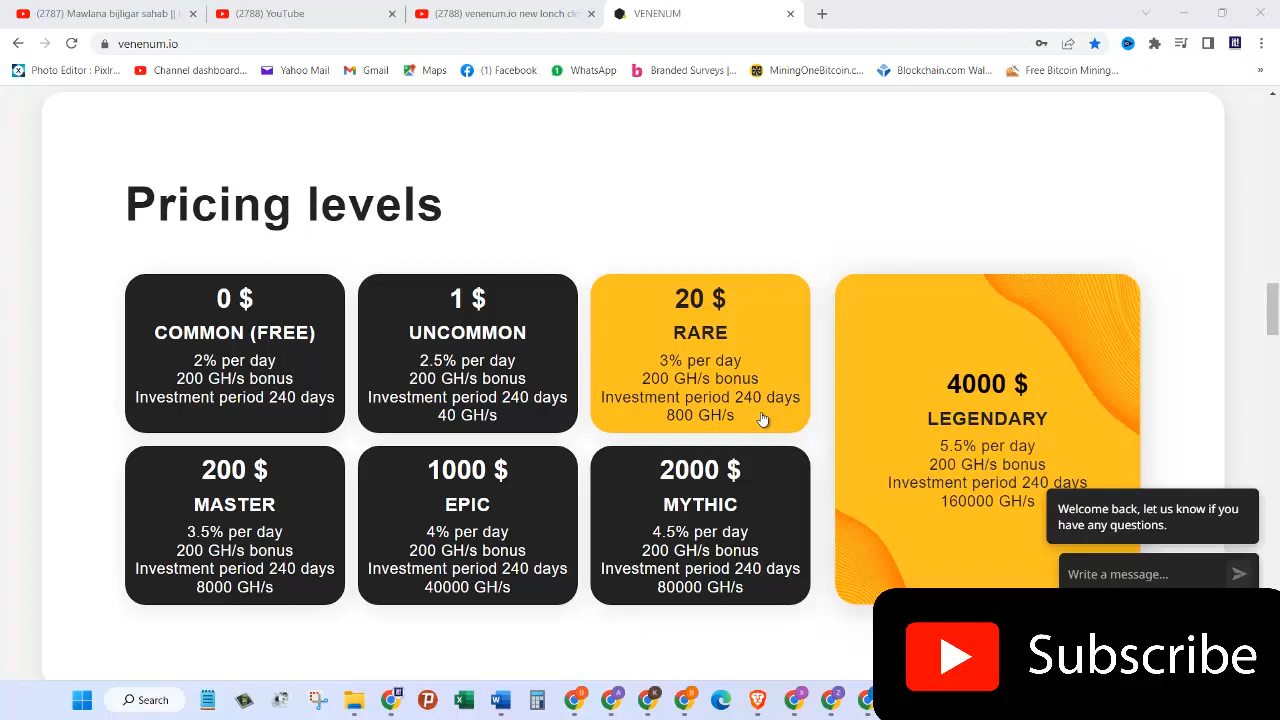 (2787) Mawlana bijligar sahab ||
(2788) YouTube
(2788) venenum.io new lonch clo
VENENUM
venenum.io
Photo Editor : Pixlr...
Channel dashboard...
Yahoo Mail
Gmail
Maps
(1) Facebook
WhatsApp
Branded Surveys |...
MiningOneBitcoin.c...
Blockchain.com Wal...
Free Bitcoin Mining...
»
Pricing levels
0 $
COMMON (FREE)
2% per day
200 GH/s bonus
Investment period 240 days
1 $
UNCOMMON
2.5% per day
200 GH/s bonus
Investment period 240 days
40 GH/s
20 $
RARE
3% per day
200 GH/s bonus
Investment period 240 days
800 GH/s
4000 $
LEGENDARY
5.5% per day
200 GH/s bonus
Investment period 240 days
160000 GH/s
200 $
MASTER
3.5% per day
200 GH/s bonus
Investment period 240 days
8000 GH/s
1000 $
EPIC
4% per day
200 GH/s bonus
Investment period 240 days
40000 GH/s
2000 $
MYTHIC
4.5% per day
200 GH/s bonus
Investment period 240 days
80000 GH/s
Welcome back, let us know if you
have any questions.
Write a message...
Subscribe
Search